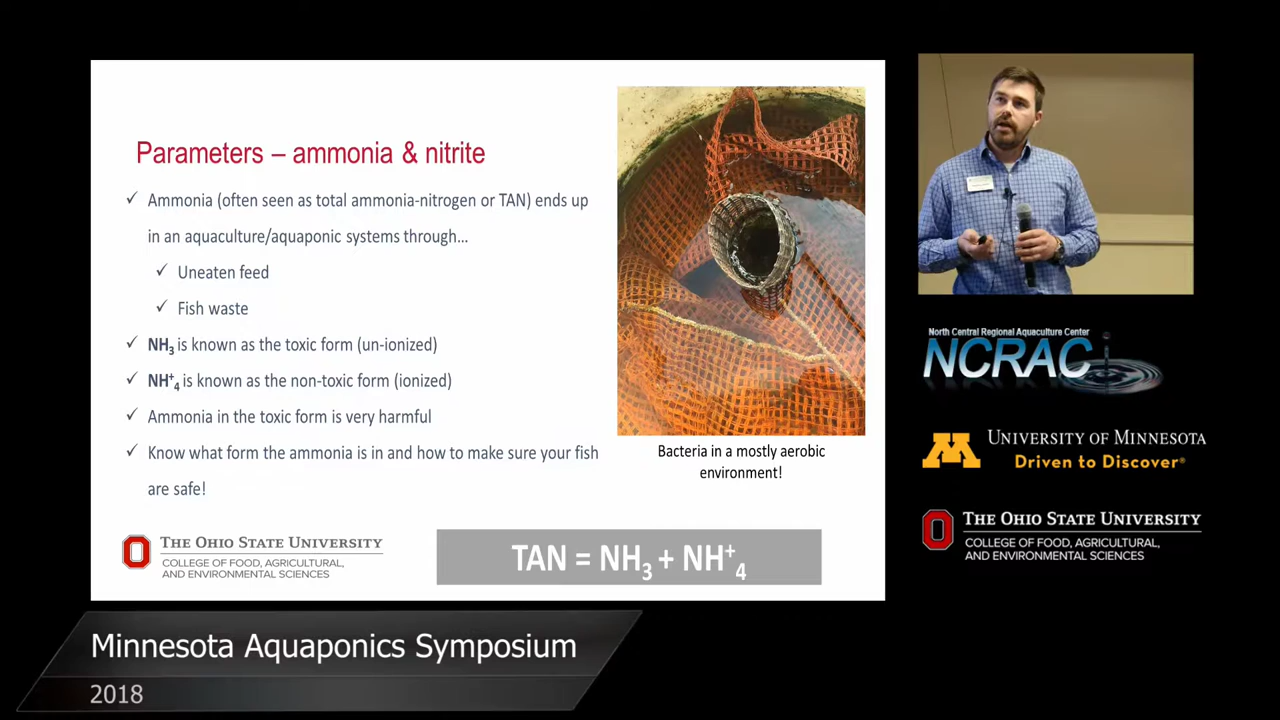 Parameters – ammonia & nitrite
✓ Ammonia (often seen as total ammonia-nitrogen or TAN) ends up
in an aquaculture/aquaponic systems through...
✓ Uneaten feed
✓ Fish waste
✓ NH3 is known as the toxic form (un-ionized)
✓ NH+4 is known as the non-toxic form (ionized)
✓ Ammonia in the toxic form is very harmful
✓ Know what form the ammonia is in and how to make sure your fish
are safe!
Bacteria in a mostly aerobic
environment!
THE OHIO STATE UNIVERSITY
COLLEGE OF FOOD, AGRICULTURAL,
AND ENVIRONMENTAL SCIENCES
TAN = NH3 + NH+4
North Central Regional Aquaculture Center
NCRAC
M
UNIVERSITY OF MINNESOTA
Driven to Discover®
THE OHIO STATE UNIVERSITY
COLLEGE OF FOOD, AGRICULTURAL,
AND ENVIRONMENTAL SCIENCES
Minnesota Aquaponics Symposium
2018